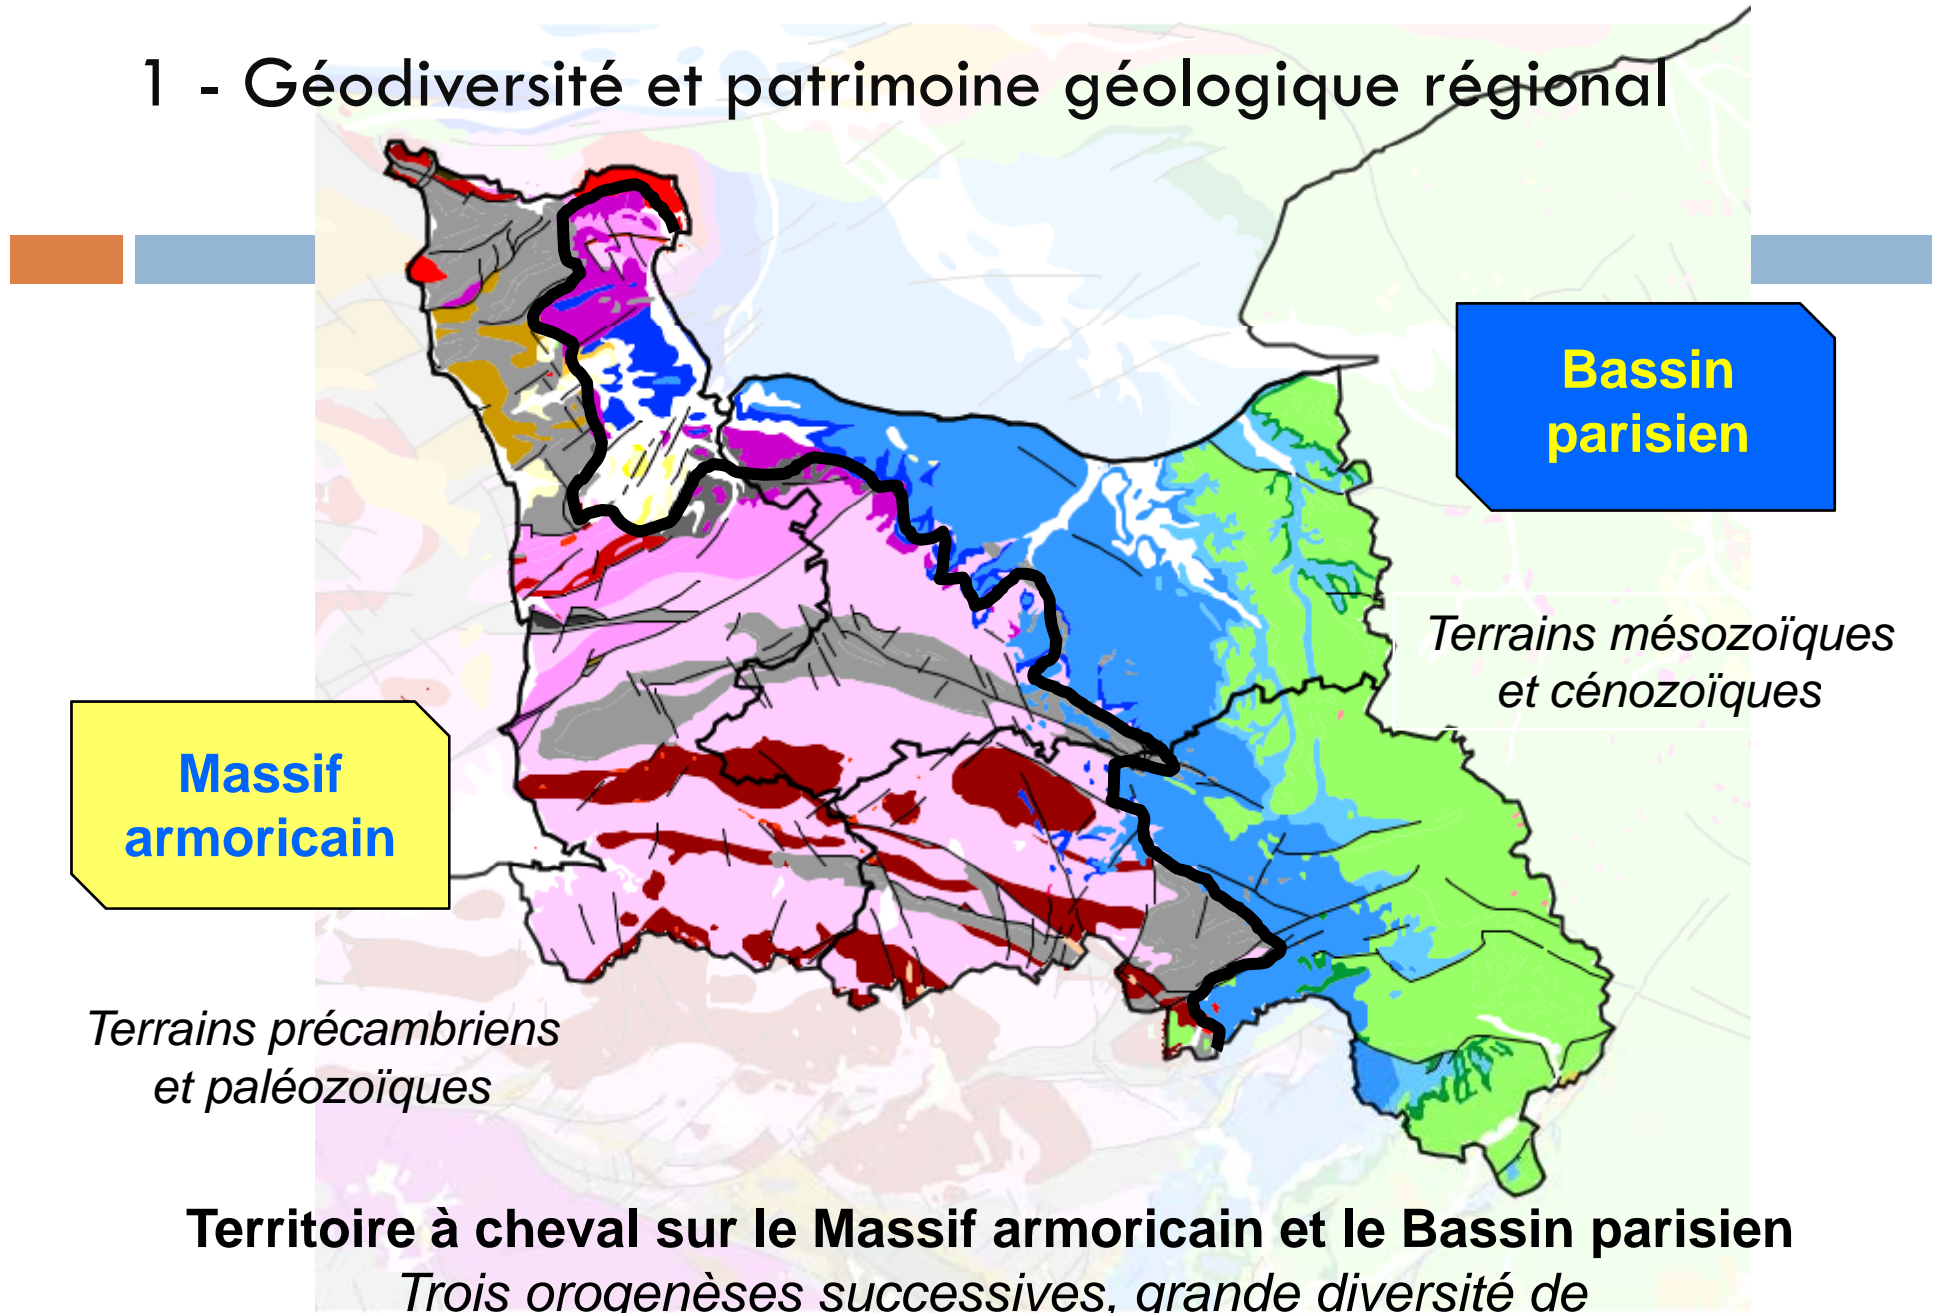 1 - Géodiversité et patrimoine géologique régional
Bassin
parisien
Terrains mésozoïques
et cénozoïques
Massif
armoricain
Terrains précambriens
et paléozoïques
Territoire à cheval sur le Massif armoricain et le Bassin parisien
Trois orogenèses successives, grande diversité de